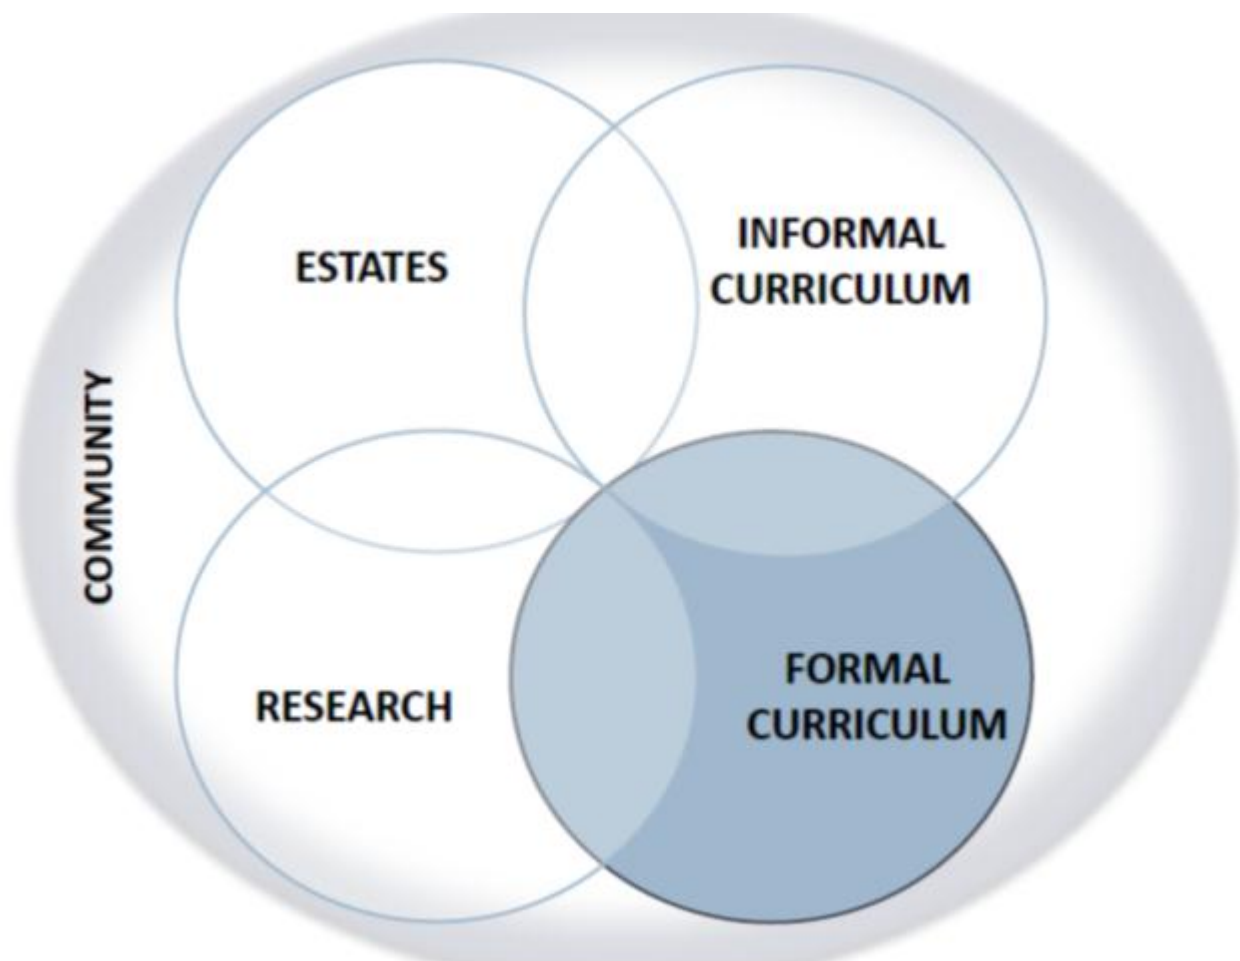 ESTATES
INFORMAL
CURRICULUM
COMMUNITY
RESEARCH
FORMAL
CURRICULUM